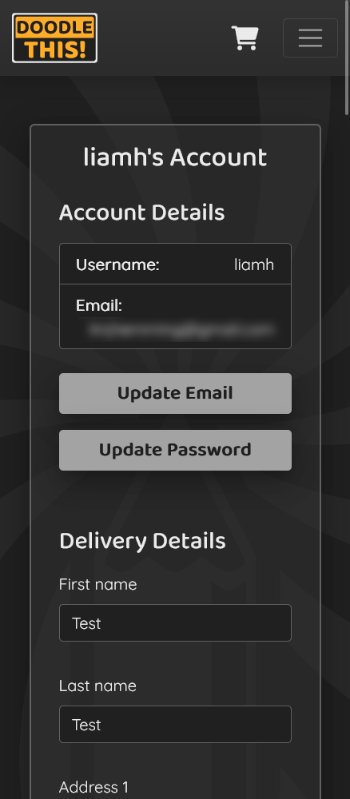 DOODLE
THIS!
liamh's Account
Account Details
Username: liamh
Email:
Update Email
Update Password
Delivery Details
First name
Test
Last name
Test
Address 1